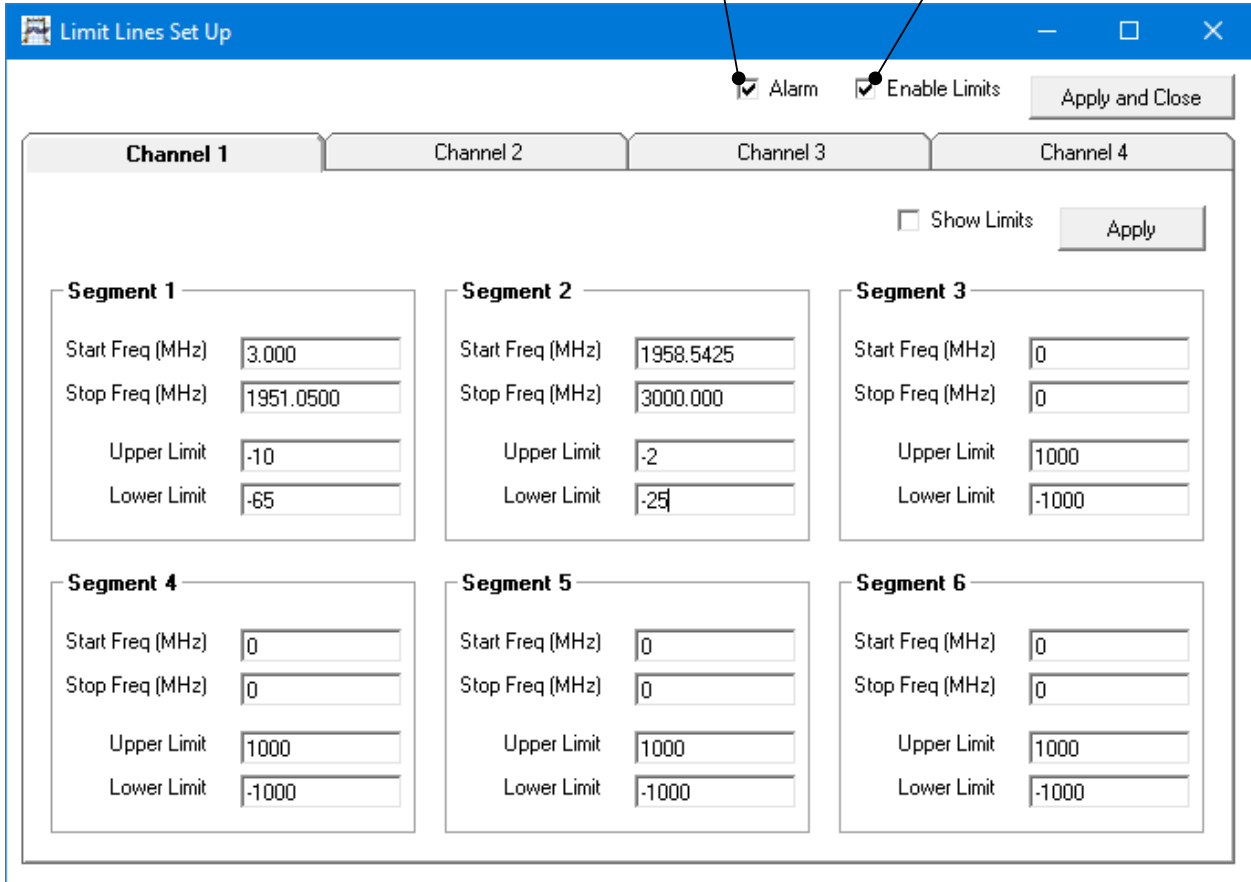 Limit Lines Set Up
Alarm Enable Limits Apply and Close
Channel 1 Channel 2 Channel 3 Channel 4
Show Limits Apply
Segment 1 Segment 2 Segment 3
Start Freq (MHz) 3.000 Start Freq (MHz) 1958.5425 Start Freq (MHz) 0
Stop Freq (MHz) 1951.0500 Stop Freq (MHz) 3000.000 Stop Freq (MHz) 0
Upper Limit -10 Upper Limit -2 Upper Limit 1000
Lower Limit -65 Lower Limit -25 Lower Limit -1000
Segment 4 Segment 5 Segment 6
Start Freq (MHz) 0 Start Freq (MHz) 0 Start Freq (MHz) 0
Stop Freq (MHz) 0 Stop Freq (MHz) 0 Stop Freq (MHz) 0
Upper Limit 1000 Upper Limit 1000 Upper Limit 1000
Lower Limit -1000 Lower Limit -1000 Lower Limit -1000